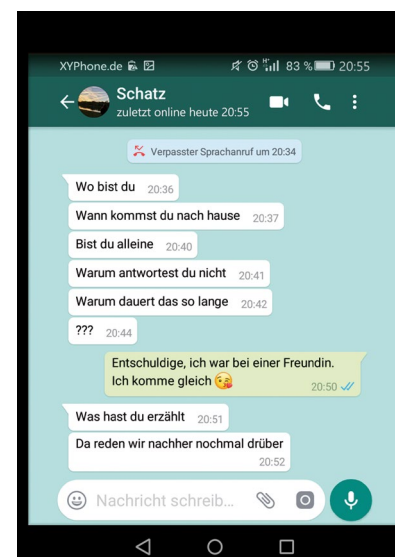 XYPhone.de 83 % 20:55
Schatz
zuletzt online heute 20:55
Verpasster Sprachanruf um 20:34
Wo bist du 20:36
Wann kommst du nach hause 20:37
Bist du alleine 20:40
Warum antwortest du nicht 20:41
Warum dauert das so lange 20:42
??? 20:44
Entschuldige, ich war bei einer Freundin.
Ich komme gleich 😘 20:50
Was hast du erzählt 20:51
Da reden wir nachher nochmal drüber
20:52
Nachricht schreib...